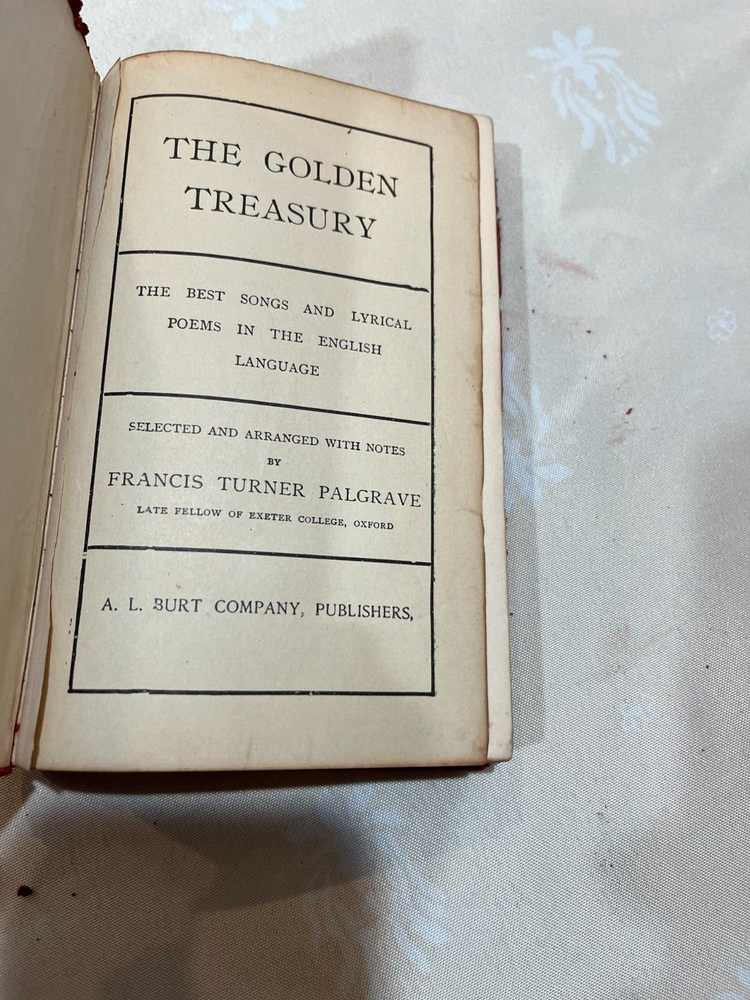 THE GOLDEN
TREASURY
THE BEST SONGS AND LYRICAL
POEMS IN THE ENGLISH
LANGUAGE
SELECTED AND ARRANGED WITH NOTES
BY
FRANCIS TURNER PALGRAVE
LATE FELLOW OF EXETER COLLEGE, OXFORD
A. L. BURT COMPANY, PUBLISHERS,